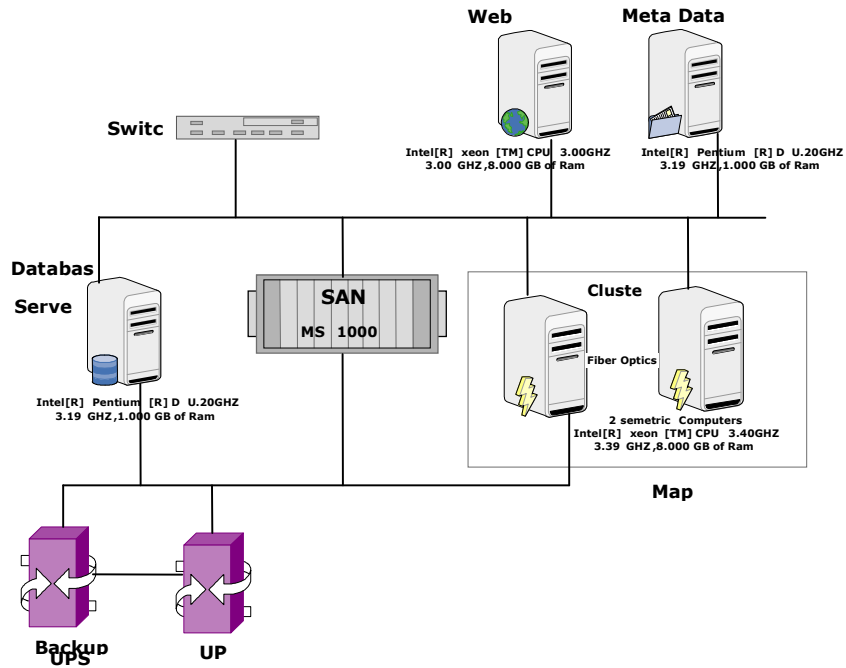 Web
Meta Data
Switc
Intel[R] xeon [TM] CPU 3.00GHZ
3.00 GHZ,8.000 GB of Ram
Intel[R] Pentium [R] D U.20GHZ
3.19 GHZ,1.000 GB of Ram
Databas
Serve
SAN
MS 1000
Cluste
Fiber Optics
Intel[R] Pentium [R] D U.20GHZ
3.19 GHZ,1.000 GB of Ram
2 semetric Computers
Intel[R] xeon [TM] CPU 3.40GHZ
3.39 GHZ,8.000 GB of Ram
Map
Backup
UPS
UP